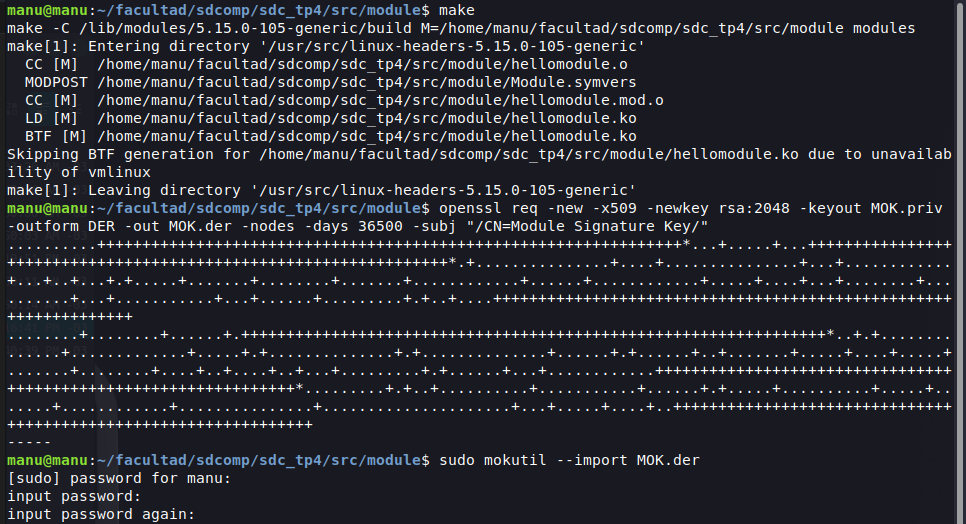 manu@manu:~/facultad/sdcomp/sdc_tp4/src/module$ make
make -C /lib/modules/5.15.0-105-generic/build M=/home/manu/facultad/sdcomp/sdc_tp4/src/module modules
make[1]: Entering directory '/usr/src/linux-headers-5.15.0-105-generic'
  CC [M]  /home/manu/facultad/sdcomp/sdc_tp4/src/module/hellomodule.o
  MODPOST /home/manu/facultad/sdcomp/sdc_tp4/src/module/Module.symvers
  CC [M]  /home/manu/facultad/sdcomp/sdc_tp4/src/module/hellomodule.mod.o
  LD [M]  /home/manu/facultad/sdcomp/sdc_tp4/src/module/hellomodule.ko
  BTF [M] /home/manu/facultad/sdcomp/sdc_tp4/src/module/hellomodule.ko
Skipping BTF generation for /home/manu/facultad/sdcomp/sdc_tp4/src/module/hellomodule.ko due to unavailab
ility of vmlinux
make[1]: Leaving directory '/usr/src/linux-headers-5.15.0-105-generic'
manu@manu:~/facultad/sdcomp/sdc_tp4/src/module$ openssl req -new -x509 -newkey rsa:2048 -keyout MOK.priv
-outform DER -out MOK.der -nodes -days 36500 -subj "/CN=Module Signature Key/"
-----
manu@manu:~/facultad/sdcomp/sdc_tp4/src/module$ sudo mokutil --import MOK.der
[sudo] password for manu:
input password:
input password again: